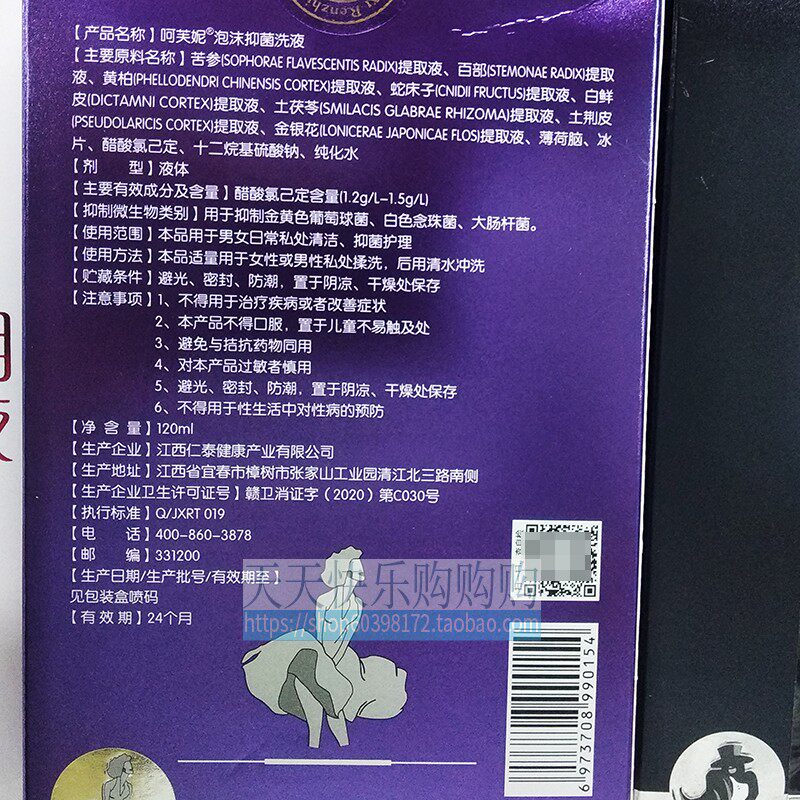 Renzhi
【产品名称】呵芙妮®泡沫抑菌洗液
【主要原料名称】苦参(SOPHORAE FLAVESCENTIS RADIX)提取液、百部(STEMONAE RADIX)提取
液、黄柏(PHELLODENDRI CHINENSIS CORTEX)提取液、蛇床子(CNIDII FRUCTUS)提取液、白鲜
皮(DICTAMNI CORTEX)提取液、土茯苓(SMILACIS GLABRAE RHIZOMA)提取液、土荆皮
(PSEUDOLARICIS CORTEX)提取液、金银花(LONICERAE JAPONICAE FLOS)提取液、薄荷脑、冰
片、醋酸氯己定、十二烷基硫酸钠、纯化水
【剂 型】液体
【主要有效成分及含量】醋酸氯己定含量(1.2g/L-1.5g/L)
【抑制微生物类别】用于抑制金黄色葡萄球菌、白色念珠菌、大肠杆菌。
【使用范围】本品用于男女日常私处清洁、抑菌护理
【使用方法】本品适量用于女性或男性私处揉洗，后用清水冲洗
【贮藏条件】避光、密封、防潮，置于阴凉、干燥处保存
【注意事项】1、不得用于治疗疾病或者改善症状
2、本产品不得口服，置于儿童不易触及处
3、避免与拮抗药物同用
4、对本产品过敏者慎用
5、避光、密封、防潮，置于阴凉、干燥处保存
6、不得用于性生活中对性病的预防
【净含量】120ml
【生产企业】江西仁泰健康产业有限公司
【生产地址】江西省宜春市樟树市张家山工业园清江北三路南侧
【生产企业卫生许可证号】赣卫消证字（2020）第C030号
【执行标准】Q/JXRT 019
【电 话】400-860-3878
【邮 编】331200
【生产日期/生产批号/有效期至】
见包装盒喷码
【有效期】24个月
天天快乐购购购
https://shop60398172.taobao.com
6973708990154